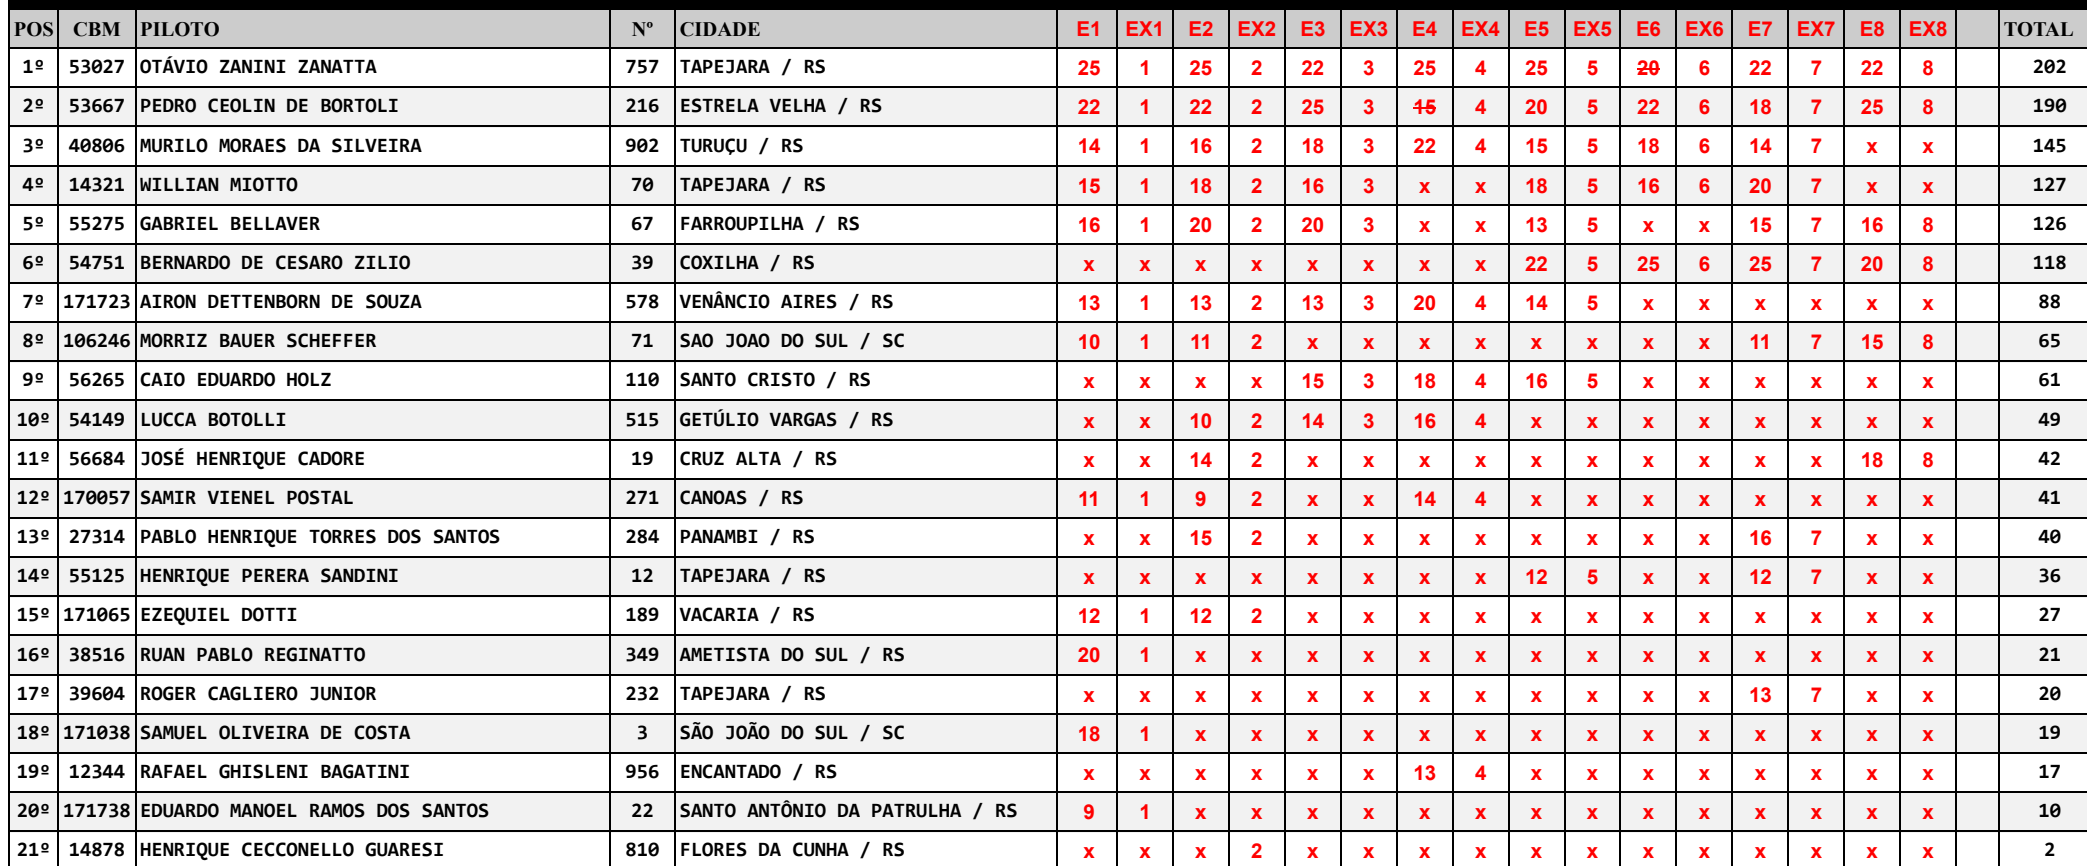 POS CBM PILOTO Nº CIDADE E1 EX1 E2 EX2 E3 EX3 E4 EX4 E5 EX5 E6 EX6 E7 EX7 E8 EX8 TOTAL
1º 53027 OTÁVIO ZANINI ZANATTA 757 TAPEJARA / RS 25 1 25 2 22 3 25 4 25 5 20 6 22 7 22 8 202
2º 53667 PEDRO CEOLIN DE BORTOLI 216 ESTRELA VELHA / RS 22 1 22 2 25 3 15 4 20 5 22 6 18 7 25 8 190
3º 40806 MURILO MORAES DA SILVEIRA 902 TURUÇU / RS 14 1 16 2 18 3 22 4 15 5 18 6 14 7 x x 145
4º 14321 WILLIAN MIOTTO 70 TAPEJARA / RS 15 1 18 2 16 3 x x 18 5 16 6 20 7 x x 127
5º 55275 GABRIEL BELLAVER 67 FARROUPILHA / RS 16 1 20 2 20 3 x x 13 5 x x 15 7 16 8 126
6º 54751 BERNARDO DE CESARO ZILIO 39 COXILHA / RS x x x x x x x x 22 5 25 6 25 7 20 8 118
7º 171723 AIRON DETTENBORN DE SOUZA 578 VENÂNCIO AIRES / RS 13 1 13 2 13 3 20 4 14 5 x x x x x x 88
8º 106246 MORRIZ BAUER SCHEFFER 71 SAO JOAO DO SUL / SC 10 1 11 2 x x x x x x x x 11 7 15 8 65
9º 56265 CAIO EDUARDO HOLZ 110 SANTO CRISTO / RS x x x x 15 3 18 4 16 5 x x x x x x 61
10º 54149 LUCCA BOTOLLI 515 GETÚLIO VARGAS / RS x x 10 2 14 3 16 4 x x x x x x x x 49
11º 56684 JOSÉ HENRIQUE CADORE 19 CRUZ ALTA / RS x x 14 2 x x x x x x x x x x 18 8 42
12º 170057 SAMIR VIENEL POSTAL 271 CANOAS / RS 11 1 9 2 x x 14 4 x x x x x x x x 41
13º 27314 PABLO HENRIQUE TORRES DOS SANTOS 284 PANAMBI / RS x x 15 2 x x x x x x x x 16 7 x x 40
14º 55125 HENRIQUE PERERA SANDINI 12 TAPEJARA / RS x x x x x x x x 12 5 x x 12 7 x x 36
15º 171065 EZEQUIEL DOTTI 189 VACARIA / RS 12 1 12 2 x x x x x x x x x x x x 27
16º 38516 RUAN PABLO REGINATTO 349 AMETISTA DO SUL / RS 20 1 x x x x x x x x x x x x x x 21
17º 39604 ROGER CAGLIERO JUNIOR 232 TAPEJARA / RS x x x x x x x x x x x x 13 7 x x 20
18º 171038 SAMUEL OLIVEIRA DE COSTA 3 SÃO JOÃO DO SUL / SC 18 1 x x x x x x x x x x x x x x 19
19º 12344 RAFAEL GHISLENI BAGATINI 956 ENCANTADO / RS x x x x x x 13 4 x x x x x x x x 17
20º 171738 EDUARDO MANOEL RAMOS DOS SANTOS 22 SANTO ANTÔNIO DA PATRULHA / RS 9 1 x x x x x x x x x x x x x x 10
21º 14878 HENRIQUE CECCONELLO GUARESI 810 FLORES DA CUNHA / RS x x x 2 x x x x x x x x x x x x 2